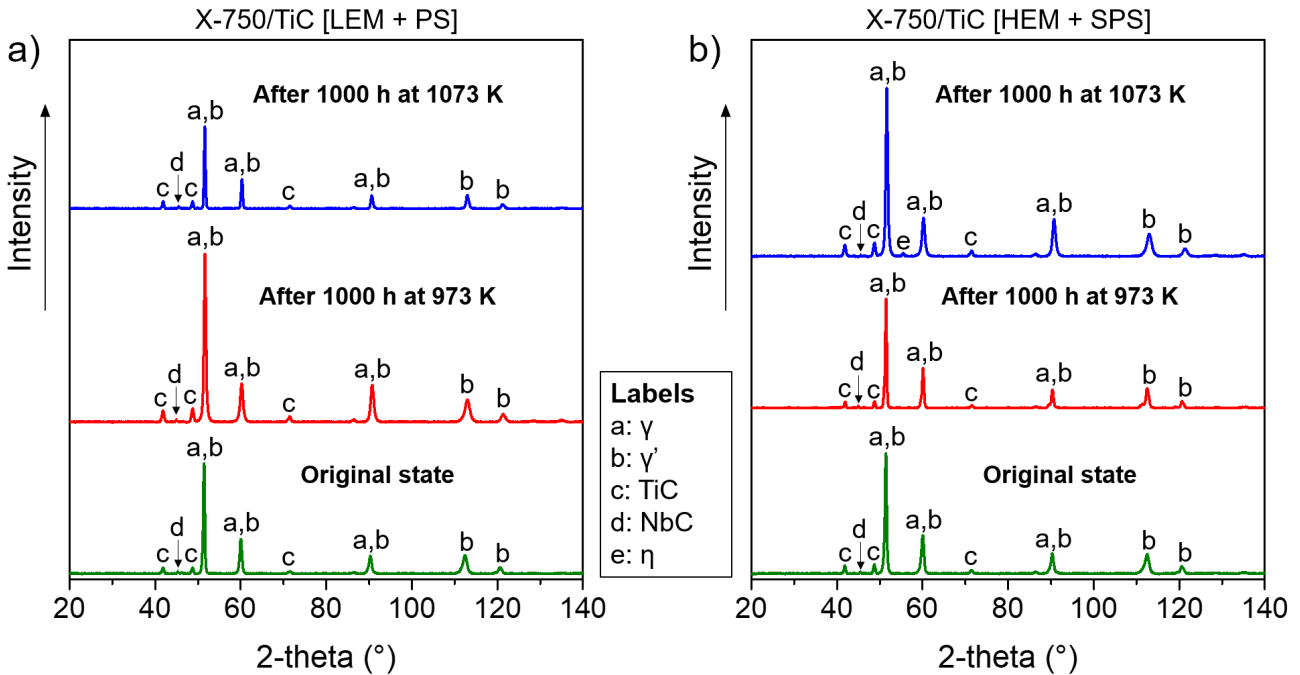 X-750/TiC [LEM + PS]
a)
After 1000 h at 1073 K
a,b
c
d
c
a,b
c
a,b
b
b
After 1000 h at 973 K
a,b
c
d
c
a,b
c
a,b
b
b
Original state
a,b
c
d
c
a,b
c
a,b
b
b
Intensity
20 40 60 80 100 120 140
2-theta (°)
Labels
a: γ
b: γ’
c: TiC
d: NbC
e: η
X-750/TiC [HEM + SPS]
b)
After 1000 h at 1073 K
a,b
c
d
c
e
a,b
c
a,b
b
b
After 1000 h at 973 K
a,b
c
d
c
a,b
c
a,b
b
b
Original state
a,b
c
d
c
a,b
c
a,b
b
b
Intensity
20 40 60 80 100 120 140
2-theta (°)